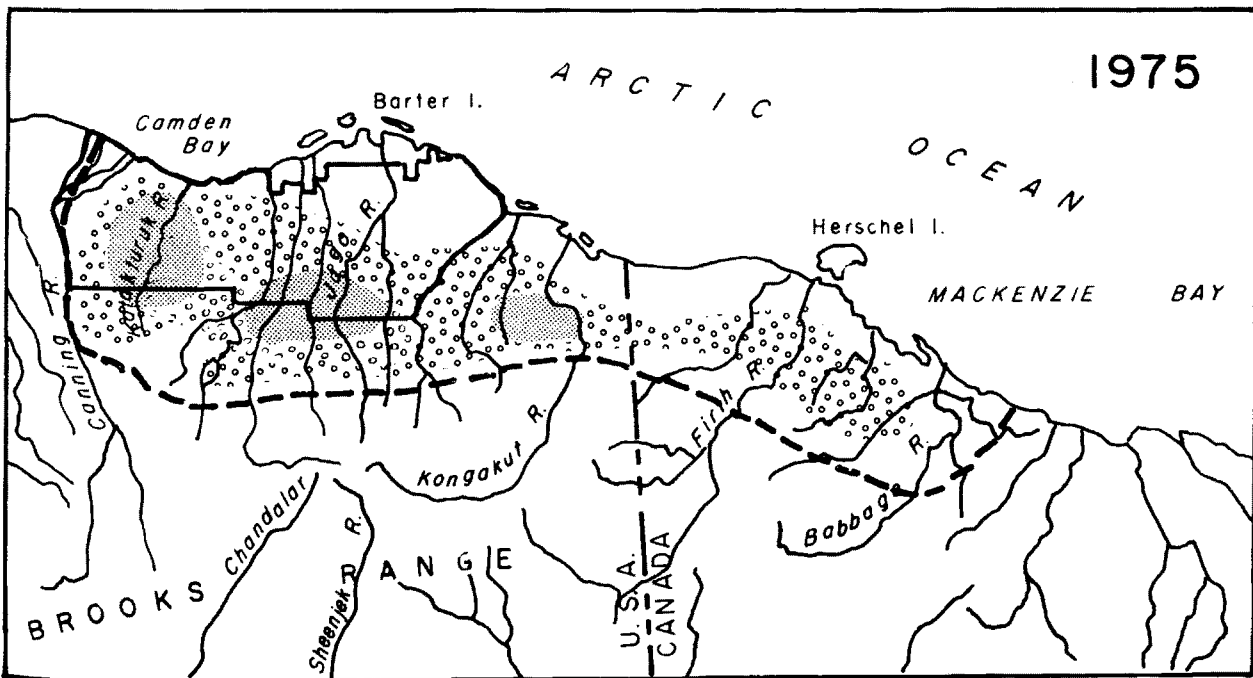 1975
ARCTIC OCEAN
Barter I.
Camden
Bay
Katakturuk R.
Jago R.
Herschel I.
MACKENZIE BAY
Canning R.
Firth R.
Kongakut R.
Babbage R.
Chandalar
Sheenjek R.
BROOKS RANGE
U. S. A.
CANADA